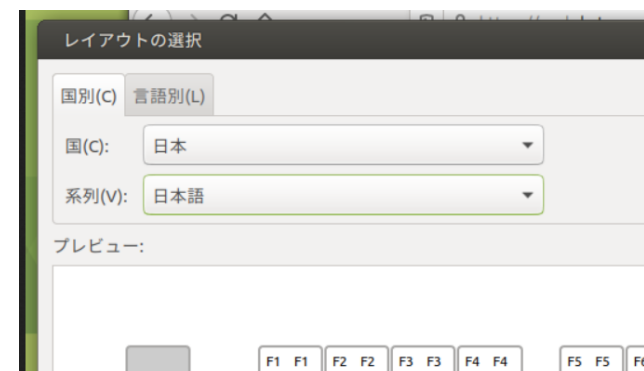 レイアウトの選択
国別(C) 言語別(L)
国(C): 日本
系列(V): 日本語
プレビュー:
F1 F1 F2 F2 F3 F3 F4 F4 F5 F5